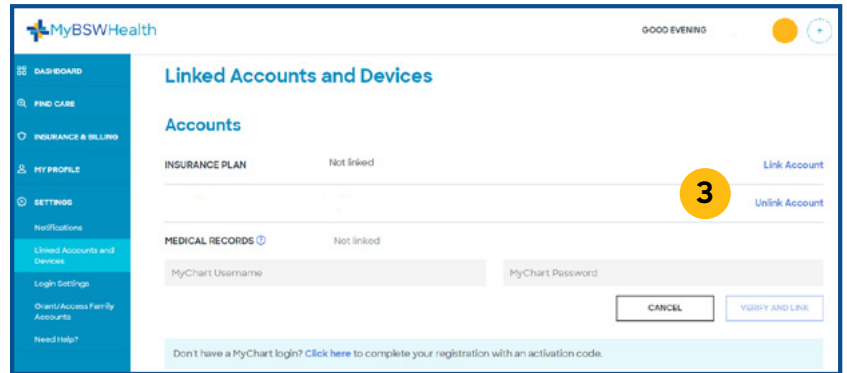 MyBSWHealth
GOOD EVENING
DASHBOARD
FIND CARE
INSURANCE & BILLING
MY PROFILE
SETTINGS
Notifications
Linked Accounts and
Devices
Login Settings
Grant/Access Family
Accounts
Need Help?
Linked Accounts and Devices
Accounts
INSURANCE PLAN Not linked Link Account
3 Unlink Account
MEDICAL RECORDS ? Not linked
MyChart Username MyChart Password
CANCEL VERIFY AND LINK
Don't have a MyChart login? Click here to complete your registration with an activation code.